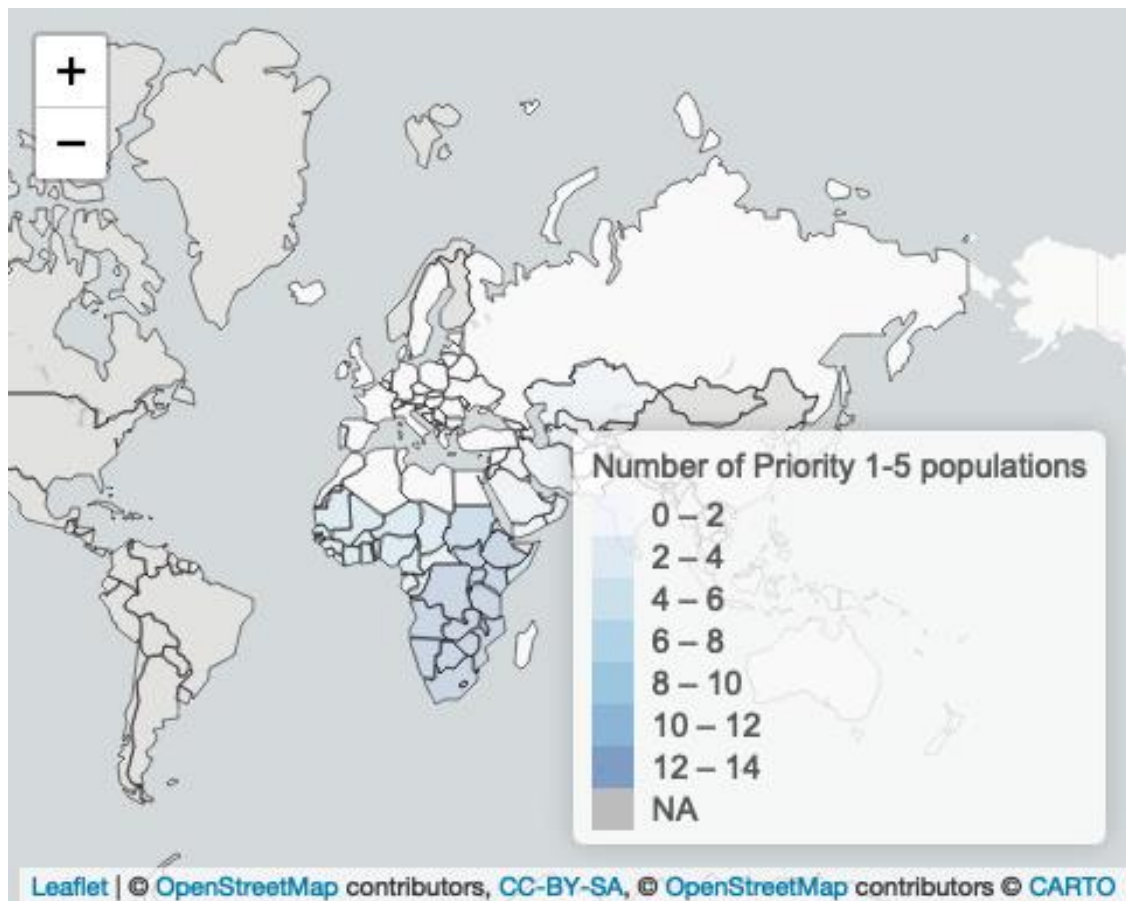 +
−
Number of Priority 1-5 populations
0 – 2
2 – 4
4 – 6
6 – 8
8 – 10
10 – 12
12 – 14
NA
Leaflet | © OpenStreetMap contributors, CC-BY-SA, © OpenStreetMap contributors © CARTO